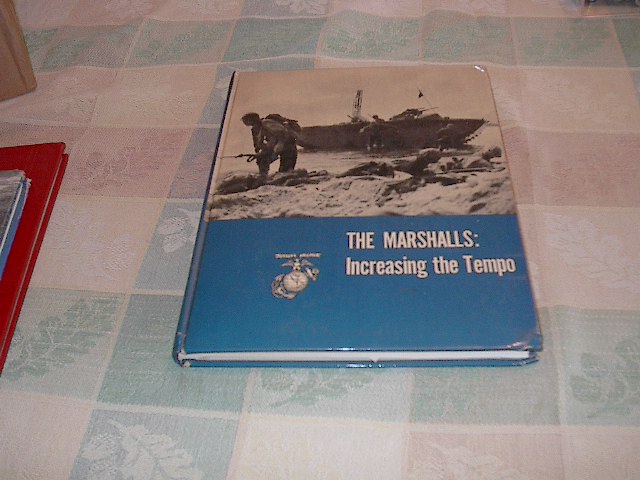 THE MARSHALLS:
Increasing the Tempo